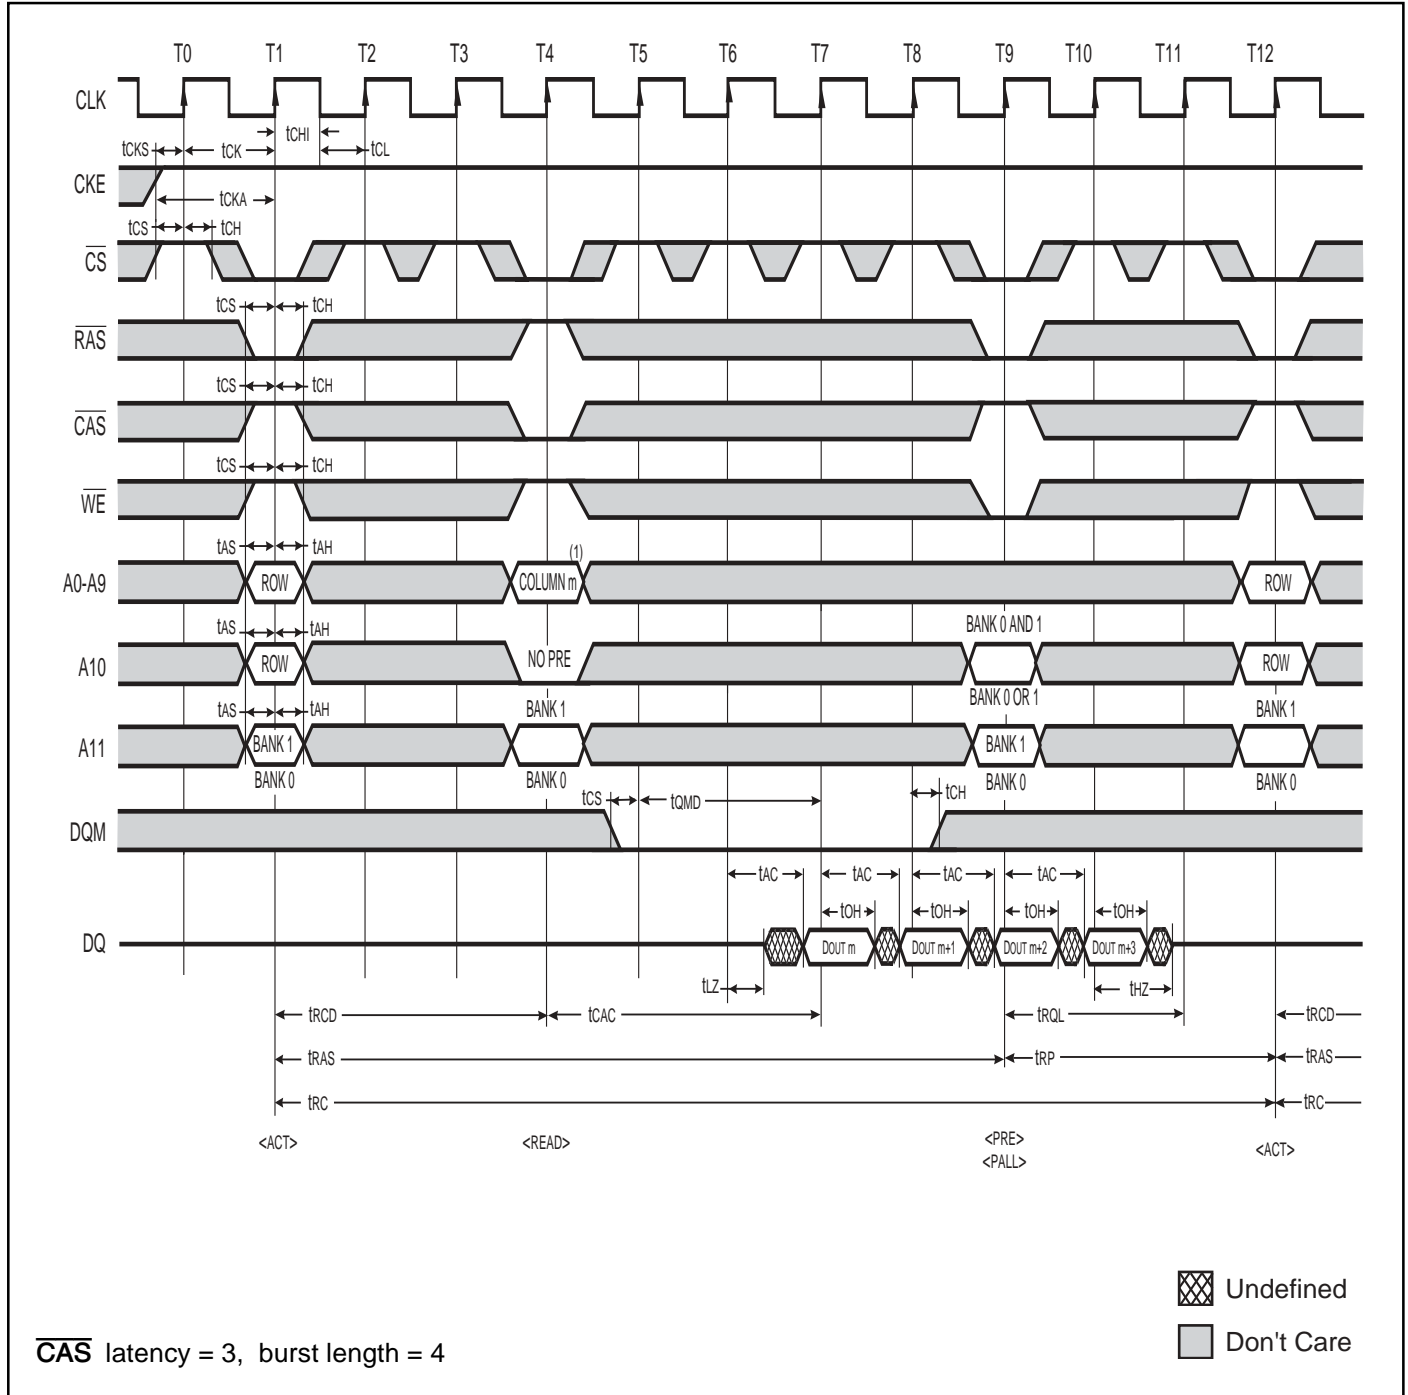 T0 T1 T2 T3 T4 T5 T6 T7 T8 T9 T10 T11 T12
CLK
tCHI
tCKS tCK tCL
CKE
tCKA
tCS tCH
CS
tCS tCH
RAS
tCS tCH
CAS
tCS tCH
WE
tAS tAH (1)
A0-A9 ROW COLUMN m ROW
BANK 0 AND 1
tAS tAH
A10 ROW NO PRE ROW
BANK 0 OR 1
tAS tAH BANK 1 BANK 1
A11 BANK 1 BANK 1
BANK 0 BANK 0 BANK 0 BANK 0
tCS tQMD tCH
DQM
tAC tAC tAC tAC
tOH tOH tOH tOH
DQ DOUT m DOUT m+1 DOUT m+2 DOUT m+3
tLZ tHZ
tRCD tCAC tRQL tRCD
tRAS tRP tRAS
tRC tRC
<ACT> <READ> <PRE> <ACT>
<PALL>
Undefined
Don't Care
CAS latency = 3, burst length = 4